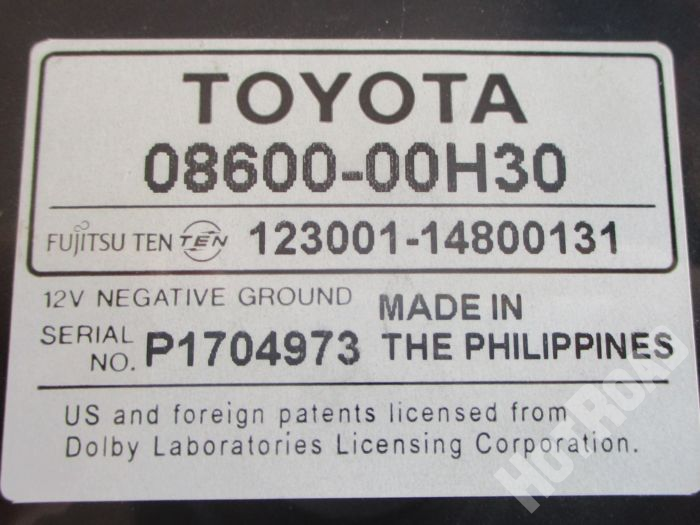 TOYOTA
08600-00H30
FUJITSU TEN TEN 123001-14800131
12V NEGATIVE GROUND
SERIAL NO. P1704973
MADE IN
THE PHILIPPINES
US and foreign patents licensed from
Dolby Laboratories Licensing Corporation.
HOTROAD